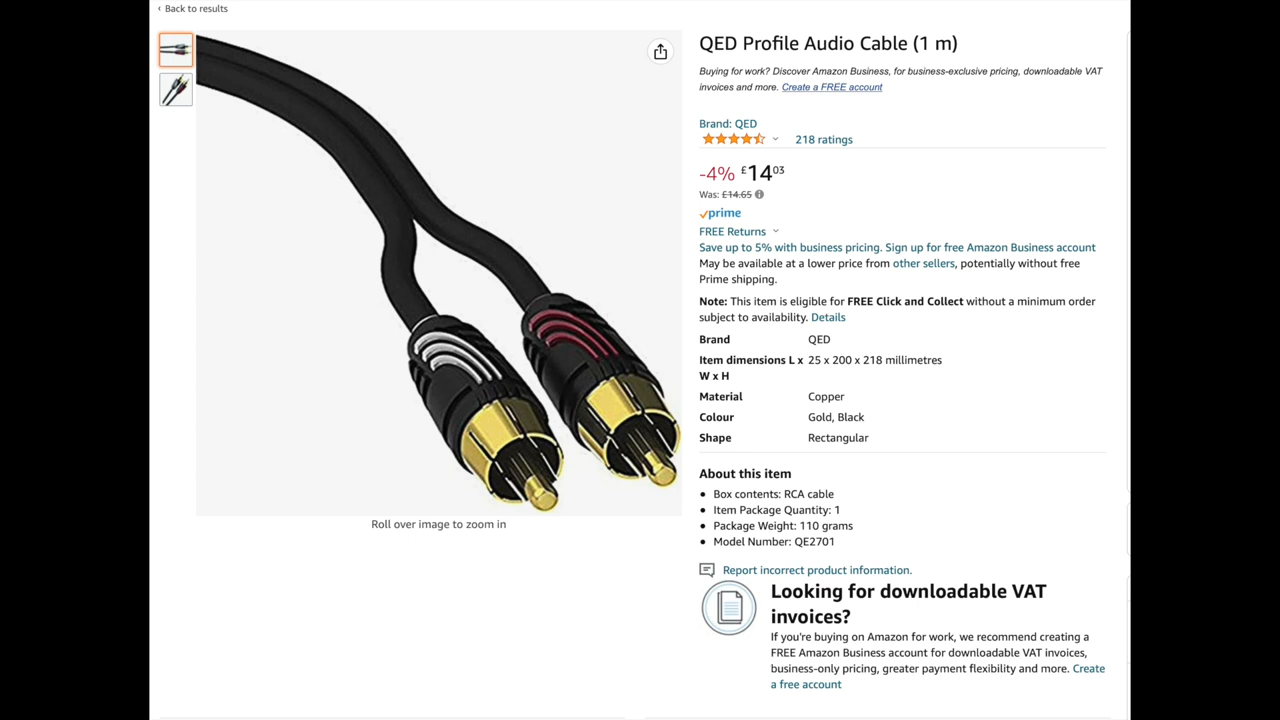 ‹ Back to results
QED Profile Audio Cable (1 m)
Buying for work? Discover Amazon Business, for business-exclusive pricing, downloadable VAT
invoices and more. Create a FREE account
Brand: QED
218 ratings
-4% £1403
Was: £14.65
prime
FREE Returns
Save up to 5% with business pricing. Sign up for free Amazon Business account
May be available at a lower price from other sellers, potentially without free
Prime shipping.
Note: This item is eligible for FREE Click and Collect without a minimum order
subject to availability. Details
Brand QED
Item dimensions L x 25 x 200 x 218 millimetres
W x H
Material Copper
Colour Gold, Black
Shape Rectangular
About this item
• Box contents: RCA cable
• Item Package Quantity: 1
• Package Weight: 110 grams
• Model Number: QE2701
Roll over image to zoom in
Report incorrect product information.
Looking for downloadable VAT
invoices?
If you're buying on Amazon for work, we recommend creating a
FREE Amazon Business account for downloadable VAT invoices,
business-only pricing, greater payment flexibility and more. Create
a free account